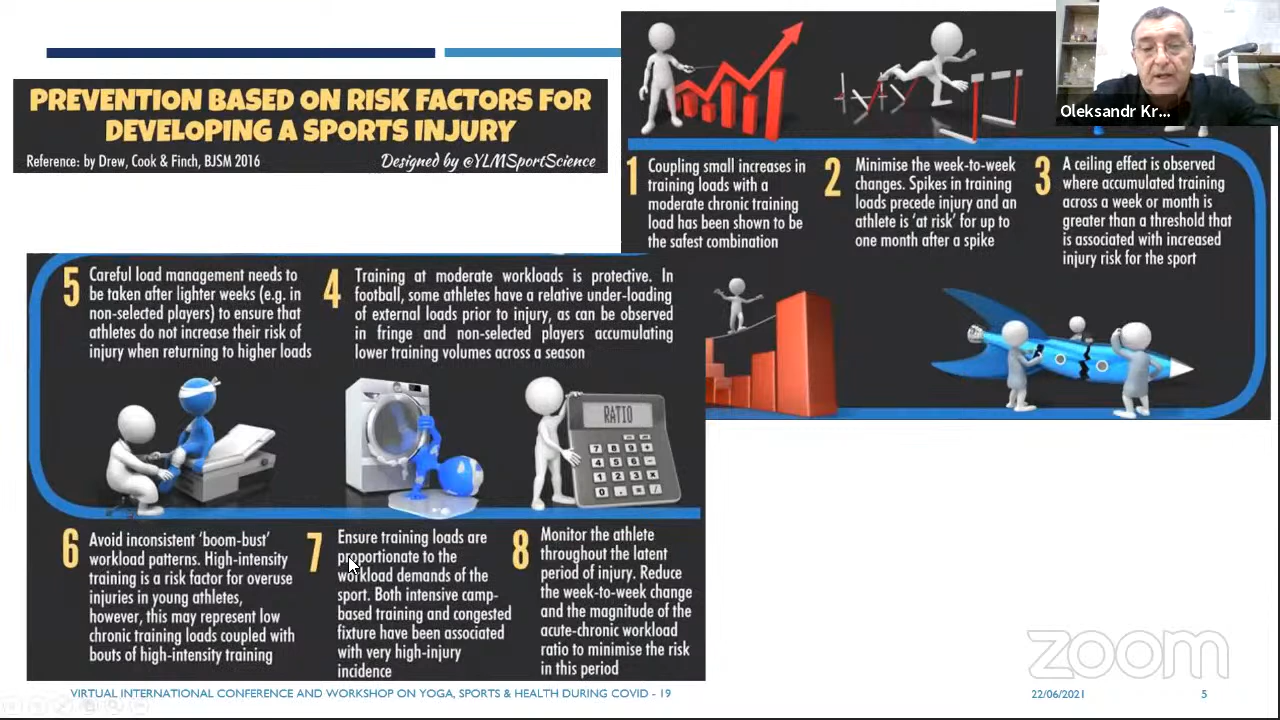 PREVENTION BASED ON RISK FACTORS FOR
DEVELOPING A SPORTS INJURY
Reference: by Drew, Cook & Finch, BJSM 2016
Designed by @YLMSportScience
Oleksandr Kr...
1
Coupling small increases in
training loads with a
moderate chronic training
load has been shown to be
the safest combination
2
Minimise the week-to-week
changes. Spikes in training
loads precede injury and an
athlete is ‘at risk’ for up to
one month after a spike
3
A ceiling effect is observed
where accumulated training
across a week or month is
greater than a threshold that
is associated with increased
injury risk for the sport
5
Careful load management needs to
be taken after lighter weeks (e.g. in
non-selected players) to ensure that
athletes do not increase their risk of
injury when returning to higher loads
4
Training at moderate workloads is protective. In
football, some athletes have a relative under-loading
of external loads prior to injury, as can be observed
in fringe and non-selected players accumulating
lower training volumes across a season
RATIO
7 8 9 +
4 5 6 -
1 2 3 ×
0 . = /
6
Avoid inconsistent ‘boom-bust’
workload patterns. High-intensity
training is a risk factor for overuse
injuries in young athletes,
however, this may represent low
chronic training loads coupled with
bouts of high-intensity training
7
Ensure training loads are
proportionate to the
workload demands of the
sport. Both intensive camp-
based training and congested
fixture have been associated
with very high-injury
incidence
8
Monitor the athlete
throughout the latent
period of injury. Reduce
the week-to-week change
and the magnitude of the
acute-chronic workload
ratio to minimise the risk
in this period
zoom
VIRTUAL INTERNATIONAL CONFERENCE AND WORKSHOP ON YOGA, SPORTS & HEALTH DURING COVID - 19
22/06/2021
5